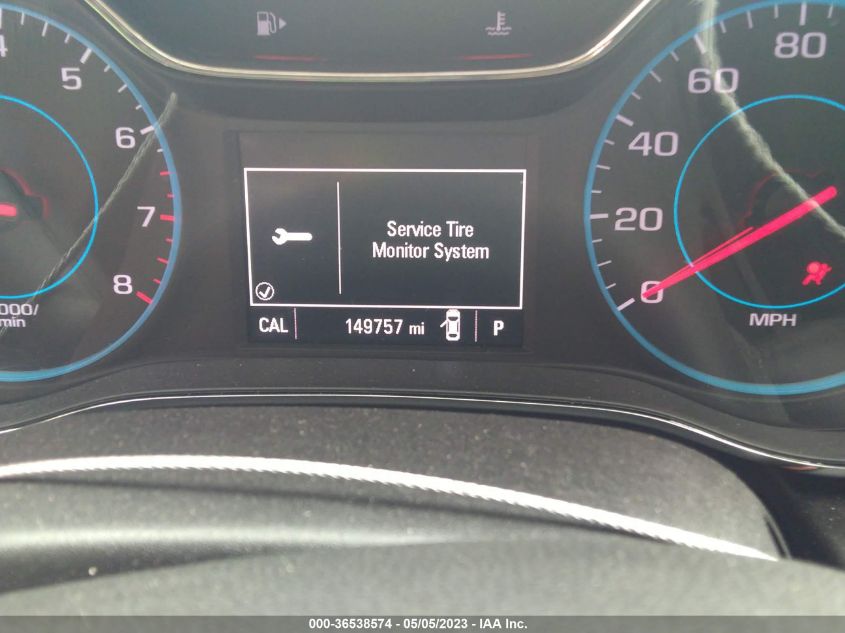 4
5
6
7
8
000/
min
Service Tire
Monitor System
CAL 149757 mi P
80
60
40
20
0
MPH
000-36538574 - 05/05/2023 - IAA Inc.